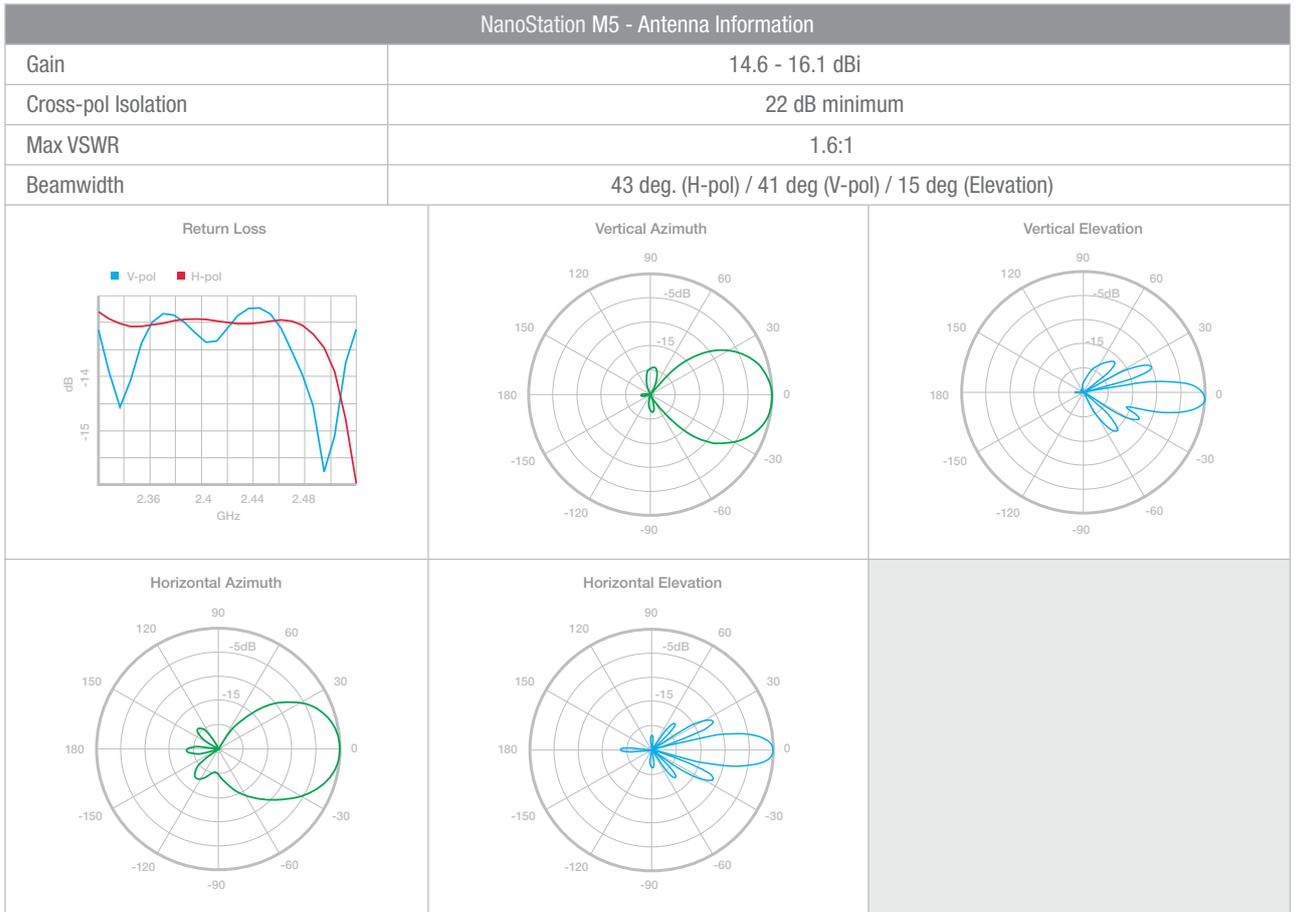 NanoStation M5 - Antenna Information
Gain 14.6 - 16.1 dBi
Cross-pol Isolation 22 dB minimum
Max VSWR 1.6:1
Beamwidth 43 deg. (H-pol) / 41 deg (V-pol) / 15 deg (Elevation)
Return Loss
V-pol H-pol
dB
-14
-15
2.36 2.4 2.44 2.48
GHz
Vertical Azimuth
90
120 60
-5dB
150 30
-15
180 0
-150 -30
-120 -60
-90
Vertical Elevation
90
120 60
-5dB
150 30
-15
180 0
-150 -30
-120 -60
-90
Horizontal Azimuth
90
120 60
-5dB
150 30
-15
180 0
-150 -30
-120 -60
-90
Horizontal Elevation
90
120 60
-5dB
150 30
-15
180 0
-150 -30
-120 -60
-90